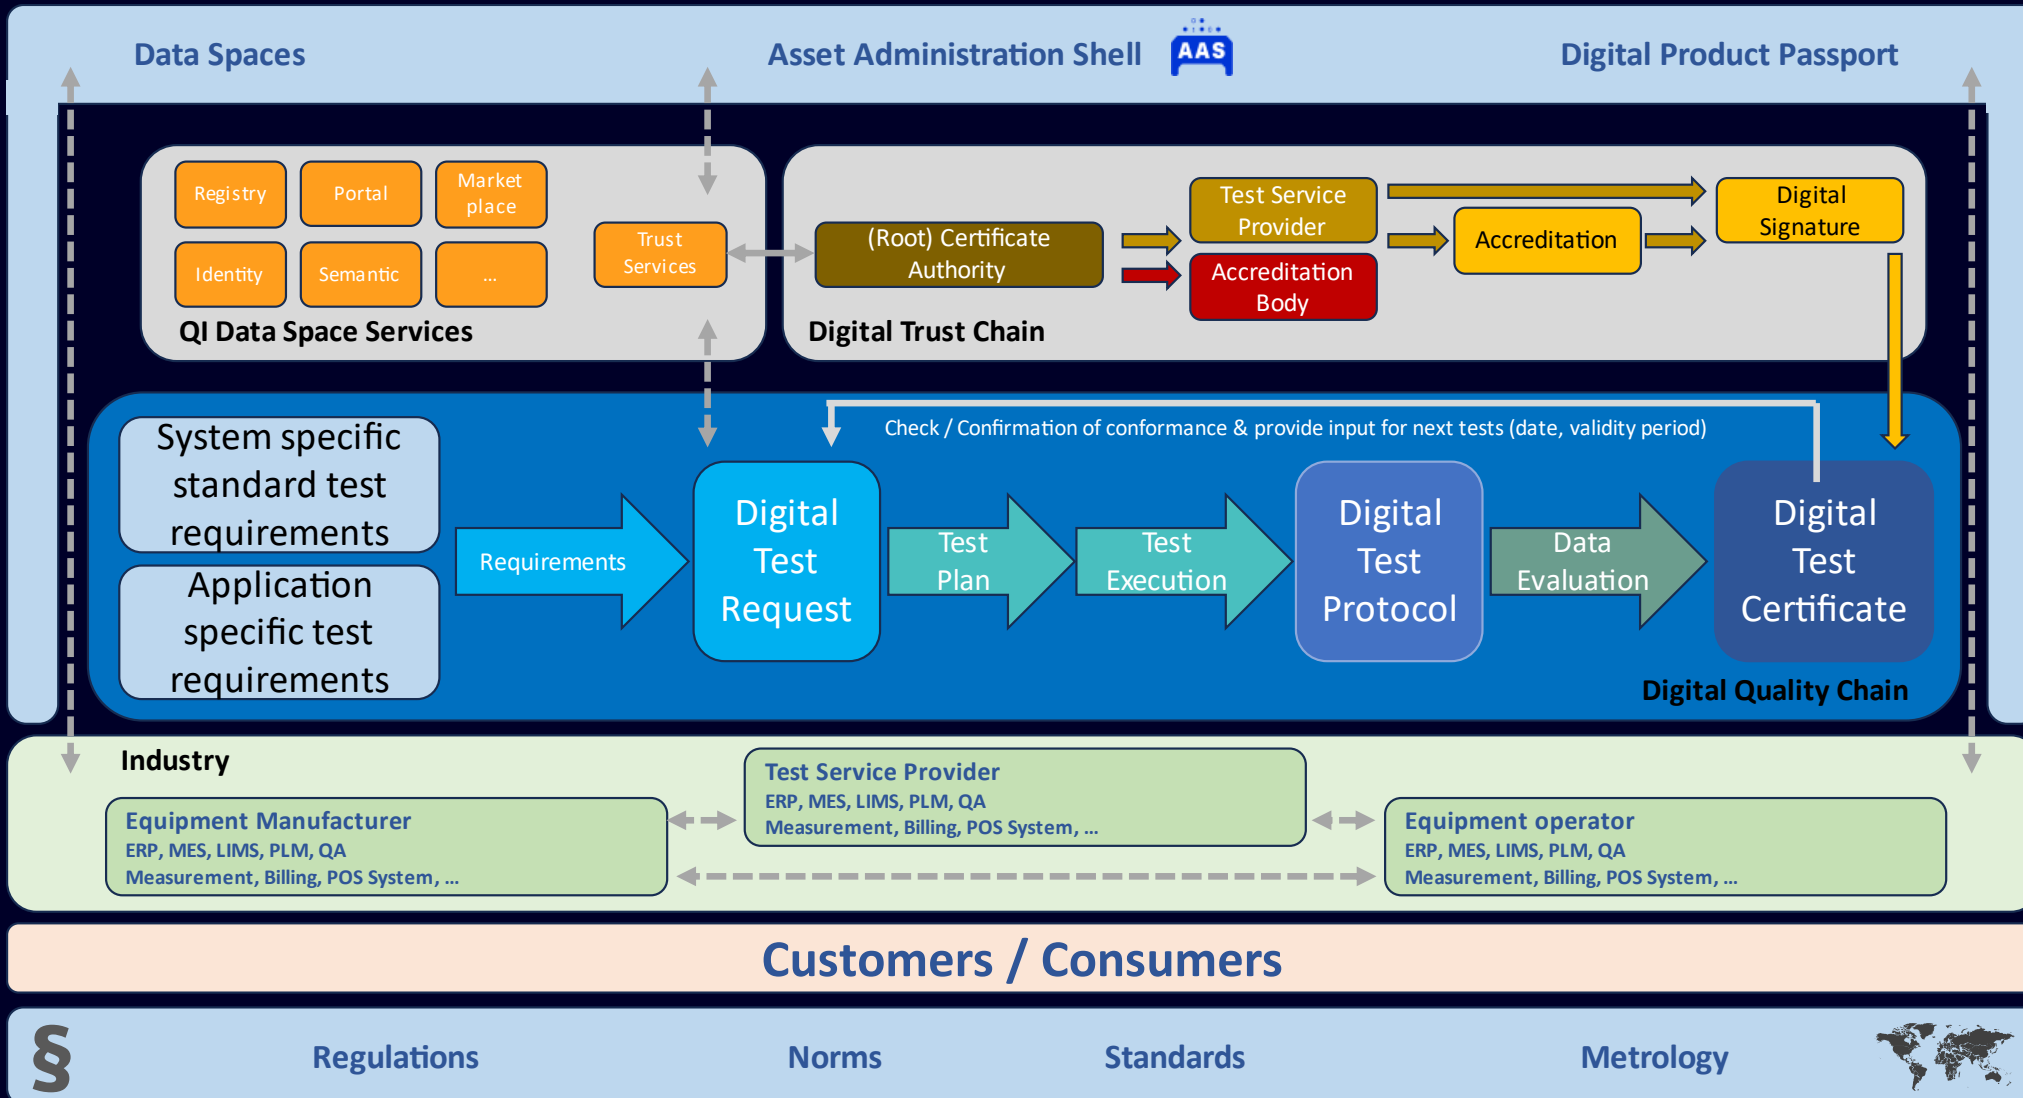 Data Spaces
Asset Administration Shell
AAS
Digital Product Passport
Registry
Portal
Market
place
Identity
Semantic
...
Trust
Services
QI Data Space Services
(Root) Certificate
Authority
Test Service
Provider
Accreditation
Body
Accreditation
Digital
Signature
Digital Trust Chain
System specific
standard test
requirements
Application
specific test
requirements
Requirements
Check / Confirmation of conformance & provide input for next tests (date, validity period)
Digital
Test
Request
Test
Plan
Test
Execution
Digital
Test
Protocol
Data
Evaluation
Digital
Test
Certificate
Digital Quality Chain
Industry
Equipment Manufacturer
ERP, MES, LIMS, PLM, QA
Measurement, Billing, POS System, ...
Test Service Provider
ERP, MES, LIMS, PLM, QA
Measurement, Billing, POS System, ...
Equipment operator
ERP, MES, LIMS, PLM, QA
Measurement, Billing, POS System, ...
Customers / Consumers
§
Regulations
Norms
Standards
Metrology